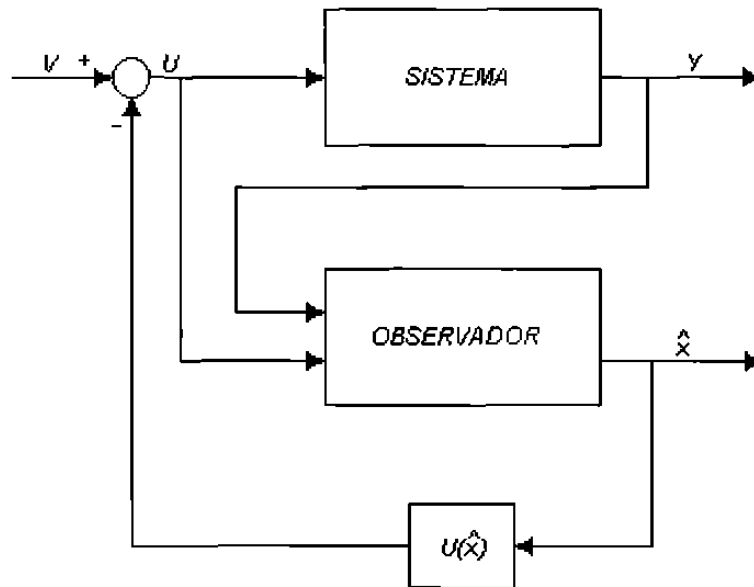 V + U SISTEMA Y
-
OBSERVADOR x̂
U(x̂)